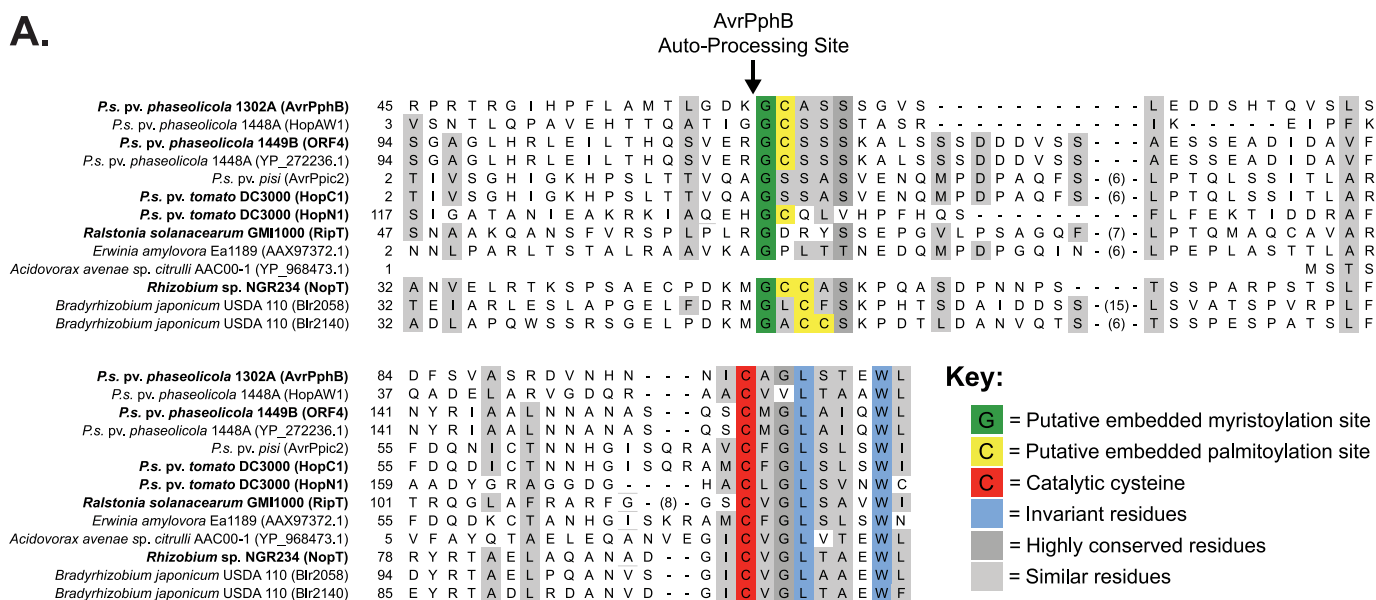 A.
AvrPphB
Auto-Processing Site
P.s. pv. phaseolicola 1302A (AvrPphB) 45 R P R T R G I H P F L A M T L G D K G C A S S S G V S - - - - - - - - - - - L E D D S H T Q V S L S
P.s. pv. phaseolicola 1448A (HopAW1) 3 V S N T L Q P A V E H T T Q A T I G G C S S S T A S R - - - - - - - - - - - I K - - - - - E I P F K
P.s. pv. phaseolicola 1449B (ORF4) 94 S G A G L H R L E I L T H Q S V E R G C S S S K A L S S S D D D V S S - - - A E S S E A D I D A V F
P.s. pv. phaseolicola 1448A (YP_272236.1) 94 S G A G L H R L E I L T H Q S V E R G C S S S K A L S S S D D D V S S - - - A E S S E A D I D A V F
P.s. pv. pisi (AvrPpic2) 2 T I V S G H I G K H P S L T T V Q A G S S A S V E N Q M P D P A Q F S - (6) - L P T Q L S S I T L A R
P.s. pv. tomato DC3000 (HopC1) 2 T I V S G H I G K H P S L T T V Q A G S S A S V E N Q M P D P A Q F S - (6) - L P T Q L S S I T L A R
P.s. pv. tomato DC3000 (HopN1) 117 S I G A T A N I E A K R K I A Q E H G C Q L V H P F H Q S - - - - - - - - - F L F E K T I D D R A F
Ralstonia solanacearum GMI1000 (RipT) 47 S N A A K Q A N S F V R S P L P L R G D R Y S S E P G V L P S A G Q F - (7) - L P T Q M A Q C A V A R
Erwinia amylovora Ea1189 (AAX97372.1) 2 N N L P A R L T S T A L R A A V K A G P L T T N E D Q M P D P G Q I N - (6) - L P E P L A S T T L A R
Acidovorax avenae sp. citrulli AAC00-1 (YP_968473.1) 1 M S T S
Rhizobium sp. NGR234 (NopT) 32 A N V E L R T K S P S A E C P D K M G C C A S K P Q A S D P N N P S - - - - T S S P A R P T S L F
Bradyrhizobium japonicum USDA 110 (Blr2058) 32 T E I A R L E S L A P G E L F D R M G L C F S K P H T S D A I D D S S - (15) - L S V A T S P V R P L F
Bradyrhizobium japonicum USDA 110 (Blr2140) 32 A D L A P Q W S S R S G E L P D K M G A C C S K P D T L D A N V Q T S - (6) - T S S P E S P A T S L F
P.s. pv. phaseolicola 1302A (AvrPphB) 84 D F S V A S R D V N H N - - - N I C A G L S T E W L
P.s. pv. phaseolicola 1448A (HopAW1) 37 Q A D E L A R V G D Q R - - - A A C V V L T A A W L
P.s. pv. phaseolicola 1449B (ORF4) 141 N Y R I A A L N N A N A S - - Q S C M G L A I Q W L
P.s. pv. phaseolicola 1448A (YP_272236.1) 141 N Y R I A A L N N A N A S - - Q S C M G L A I Q W L
P.s. pv. pisi (AvrPpic2) 55 F D Q N I C T N N H G I S Q R A V C F G L S L S W I
P.s. pv. tomato DC3000 (HopC1) 55 F D Q D I C T N N H G I S Q R A M C F G L S L S W I
P.s. pv. tomato DC3000 (HopN1) 159 A A D Y G R A G G D G - - - - H A C L G L S V N W C
Ralstonia solanacearum GMI1000 (RipT) 101 T R Q G L A F R A R F G - (8) - G S C V G L S A V W I
Erwinia amylovora Ea1189 (AAX97372.1) 55 F D Q D K C T A N H G I S K R A M C F G L S L S W N
Acidovorax avenae sp. citrulli AAC00-1 (YP_968473.1) 5 V F A Y Q T A E L E Q A N V E G I C V G L V T E W L
Rhizobium sp. NGR234 (NopT) 78 R Y R T A E L A Q A N A D - - G I C V G L T A E W L
Bradyrhizobium japonicum USDA 110 (Blr2058) 94 D Y R T A E L P Q A N V S - - G I C V G L A A E W L
Bradyrhizobium japonicum USDA 110 (Blr2140) 85 E Y R T A D L R D A N V D - - G I C V G L T A E W F
Key:
G = Putative embedded myristoylation site
C = Putative embedded palmitoylation site
C = Catalytic cysteine
= Invariant residues
= Highly conserved residues
= Similar residues